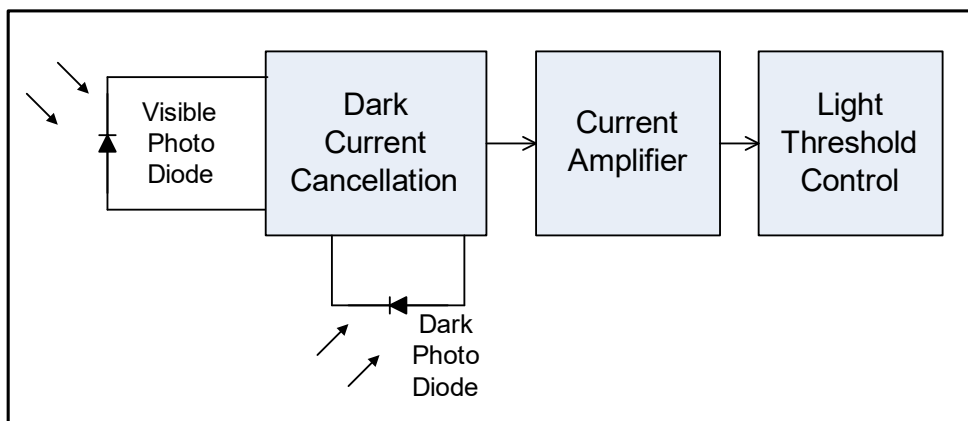 Visible
Photo
Diode
Dark
Current
Cancellation
Current
Amplifier
Light
Threshold
Control
Dark
Photo
Diode